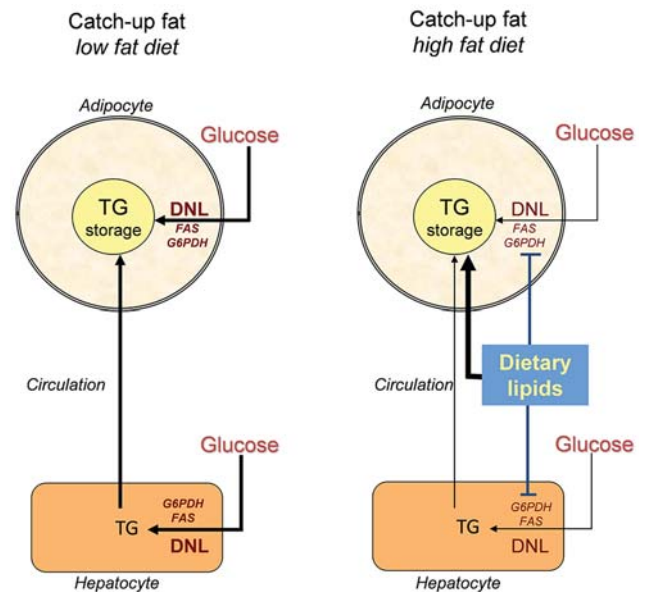 Catch-up fat
low fat diet
Adipocyte
Glucose
TG
storage
DNL
FAS
G6PDH
Circulation
Glucose
G6PDH
FAS
TG
DNL
Hepatocyte
Catch-up fat
high fat diet
Adipocyte
Glucose
TG
storage
DNL
FAS
G6PDH
Dietary
lipids
Circulation
Glucose
G6PDH
FAS
TG
DNL
Hepatocyte